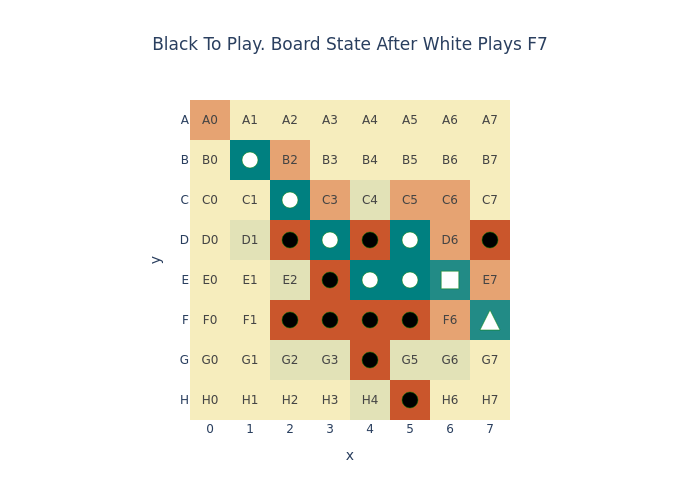 Black To Play. Board State After White Plays F7
A A0 A1 A2 A3 A4 A5 A6 A7
B B0 B2 B3 B4 B5 B6 B7
C C0 C1 C3 C4 C5 C6 C7
D D0 D1 D6
y
E E0 E1 E2 E7
F F0 F1 F6
G G0 G1 G2 G3 G5 G6 G7
H H0 H1 H2 H3 H4 H6 H7
0 1 2 3 4 5 6 7
x